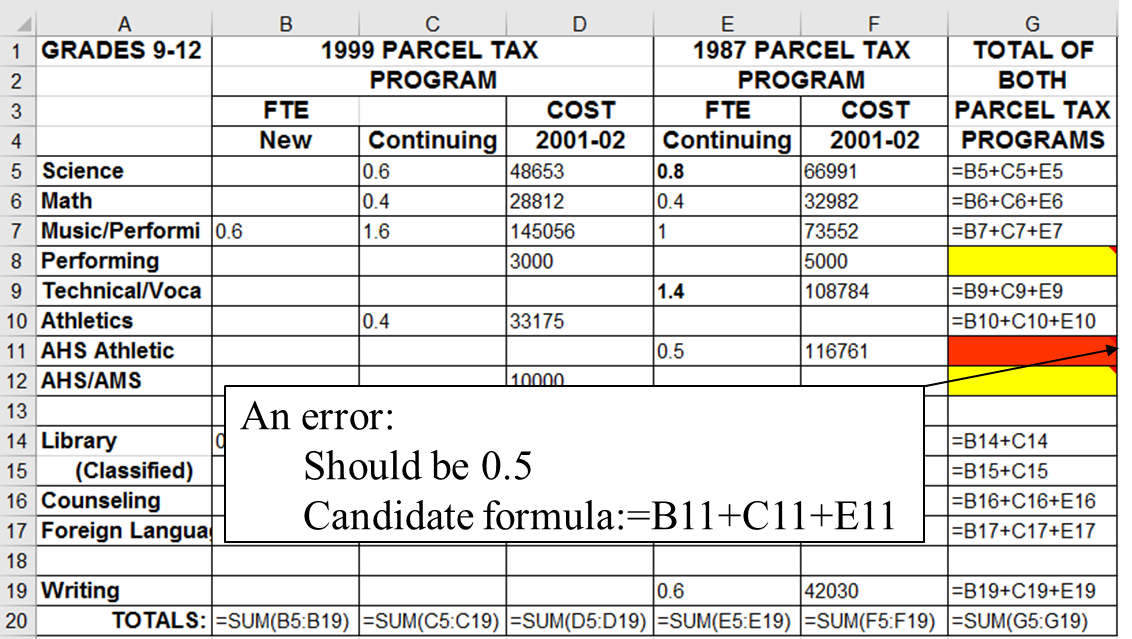 A B C D E F G
1 GRADES 9-12 1999 PARCEL TAX 1987 PARCEL TAX TOTAL OF
2 PROGRAM PROGRAM BOTH
3 FTE COST FTE COST PARCEL TAX
4 New Continuing 2001-02 Continuing 2001-02 PROGRAMS
5 Science 0.6 48653 0.8 66991 =B5+C5+E5
6 Math 0.4 28812 0.4 32982 =B6+C6+E6
7 Music/Performi 0.6 1.6 145056 1 73552 =B7+C7+E7
8 Performing 3000 5000
9 Technical/Voca 1.4 108784 =B9+C9+E9
10 Athletics 0.4 33175 =B10+C10+E10
11 AHS Athletic 0.5 116761
12 AHS/AMS 10000
13
An error:
Should be 0.5
Candidate formula:=B11+C11+E11
14 Library =B14+C14
15 (Classified) =B15+C15
16 Counseling =B16+C16+E16
17 Foreign Langua =B17+C17+E17
18
19 Writing 0.6 42030 =B19+C19+E19
20 TOTALS: =SUM(B5:B19) =SUM(C5:C19) =SUM(D5:D19) =SUM(E5:E19) =SUM(F5:F19) =SUM(G5:G19)